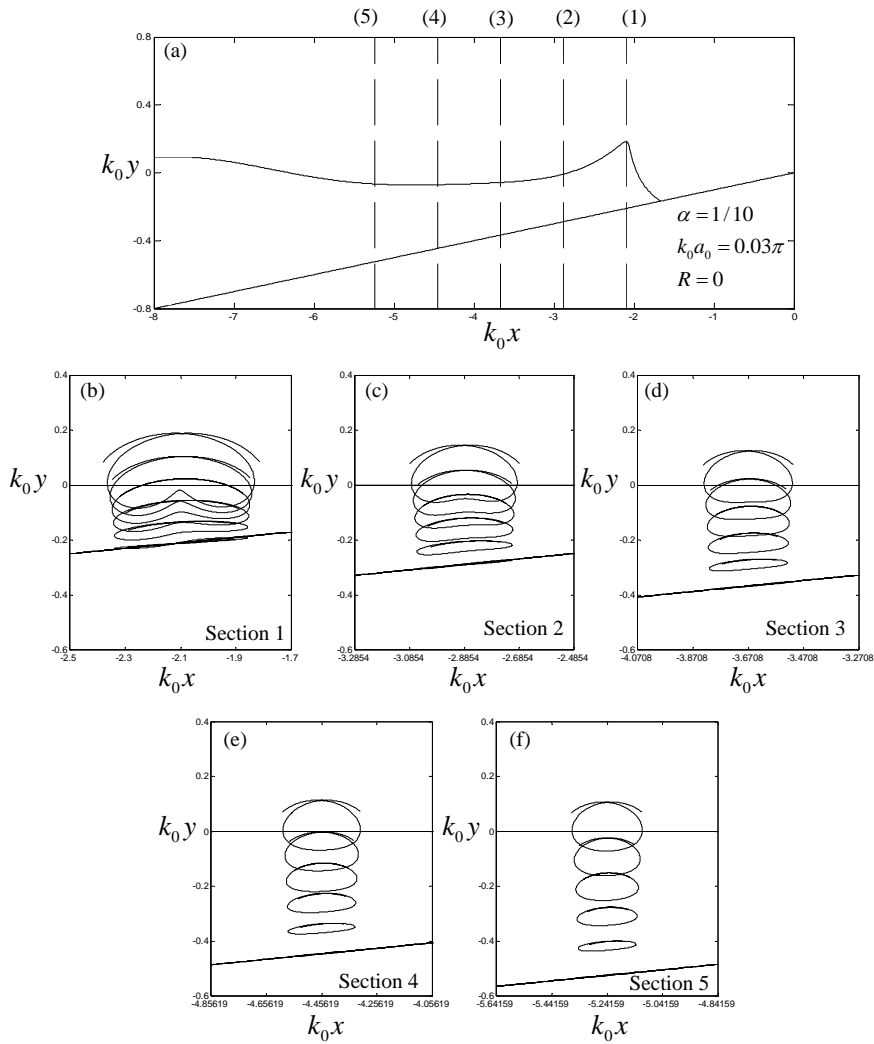 (5) (4) (3) (2) (1)
(a)
0.8
0.4
k₀y 0
-0.4
-0.8
α = 1/10
k₀a₀ = 0.03π
R = 0
-8 -7 -6 -5 -4 -3 -2 -1 0
k₀x
(b)
0.4
0.2
k₀y 0
-0.2
-0.4
-0.6
Section 1
-2.5 -2.3 -2.1 -1.9 -1.7
k₀x
(c)
0.4
0.2
k₀y 0
-0.2
-0.4
-0.6
Section 2
-3.2854 -3.0854 -2.8854 -2.6854 -2.4854
k₀x
(d)
0.4
0.2
k₀y 0
-0.2
-0.4
-0.6
Section 3
-4.0708 -3.8708 -3.6708 -3.4708 -3.2708
k₀x
(e)
0.4
0.2
k₀y 0
-0.2
-0.4
-0.6
Section 4
-4.85619 -4.65619 -4.45619 -4.25619 -4.05619
k₀x
(f)
0.4
0.2
k₀y 0
-0.2
-0.4
-0.6
Section 5
-5.64159 -5.44159 -5.24159 -5.04159 -4.84159
k₀x